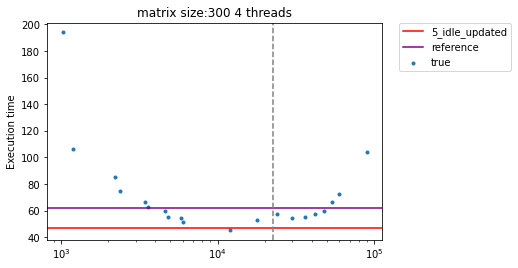 matrix size:300 4 threads
Execution time
200
180
160
140
120
100
80
60
40
10³
10⁴
10⁵
5_idle_updated
reference
true